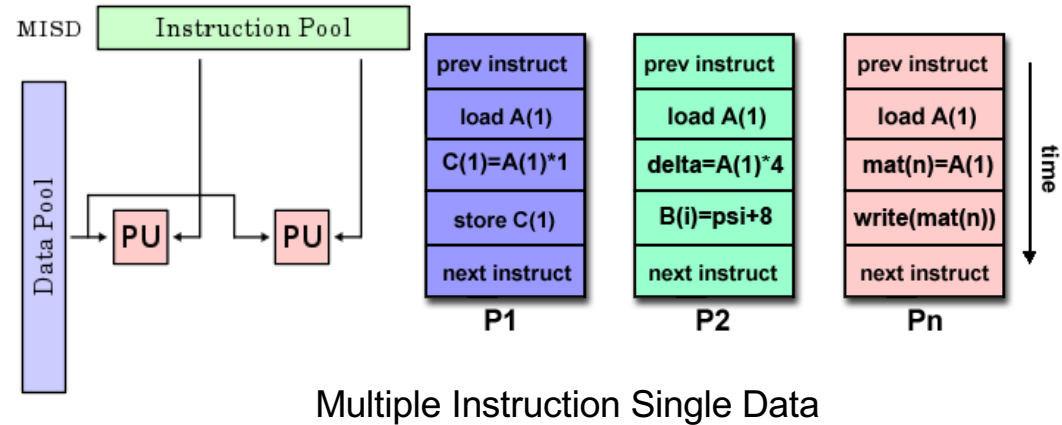 MISD
Instruction Pool
Data Pool
PU
PU
prev instruct
load A(1)
C(1)=A(1)*1
store C(1)
next instruct
P1
prev instruct
load A(1)
delta=A(1)*4
B(i)=psi+8
next instruct
P2
prev instruct
load A(1)
mat(n)=A(1)
write(mat(n))
next instruct
Pn
time
Multiple Instruction Single Data